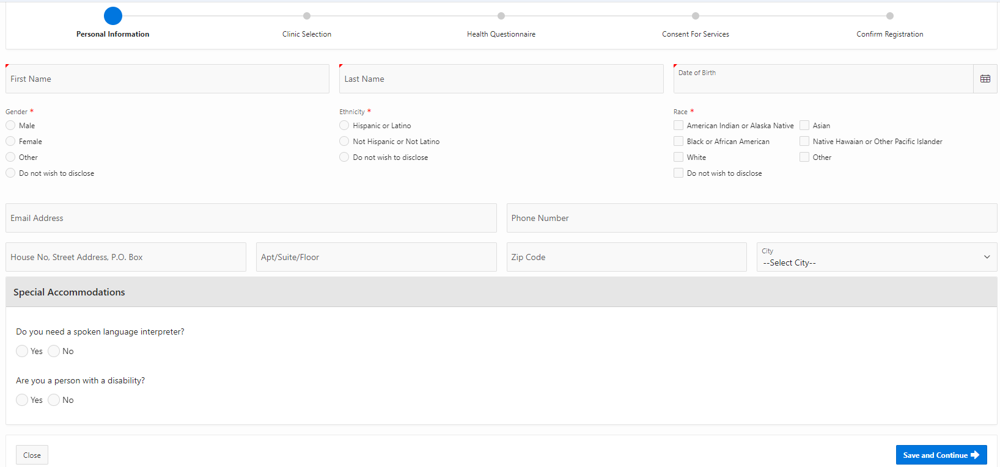 Personal Information Clinic Selection Health Questionnaire Consent For Services Confirm Registration
First Name Last Name Date of Birth
Gender * Ethnicity * Race *
Male Hispanic or Latino American Indian or Alaska Native Asian
Female Not Hispanic or Not Latino Black or African American Native Hawaian or Other Pacific Islander
Other Do not wish to disclose White Other
Do not wish to disclose Do not wish to disclose
Email Address Phone Number
House No, Street Address, P.O. Box Apt/Suite/Floor Zip Code City
--Select City--
Special Accommodations
Do you need a spoken language interpreter?
Yes No
Are you a person with a disability?
Yes No
Close Save and Continue